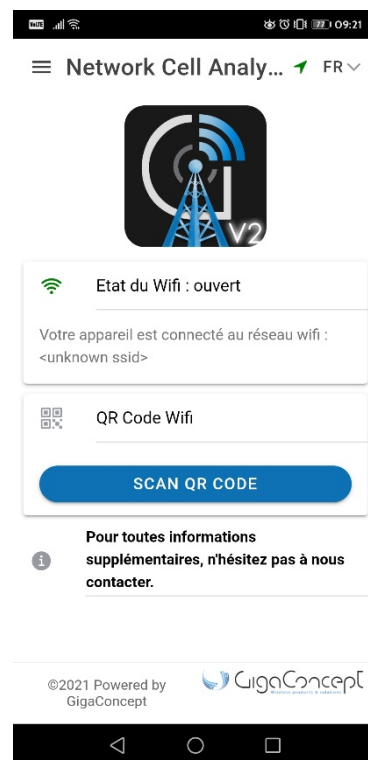 VoLTE 77 09:21
Network Cell Analy... FR
V2
Etat du Wifi : ouvert
Votre appareil est connecté au réseau wifi :
<unknown ssid>
QR Code Wifi
SCAN QR CODE
Pour toutes informations
supplémentaires, n'hésitez pas à nous
contacter.
©2021 Powered by
GigaConcept
GigaConcept